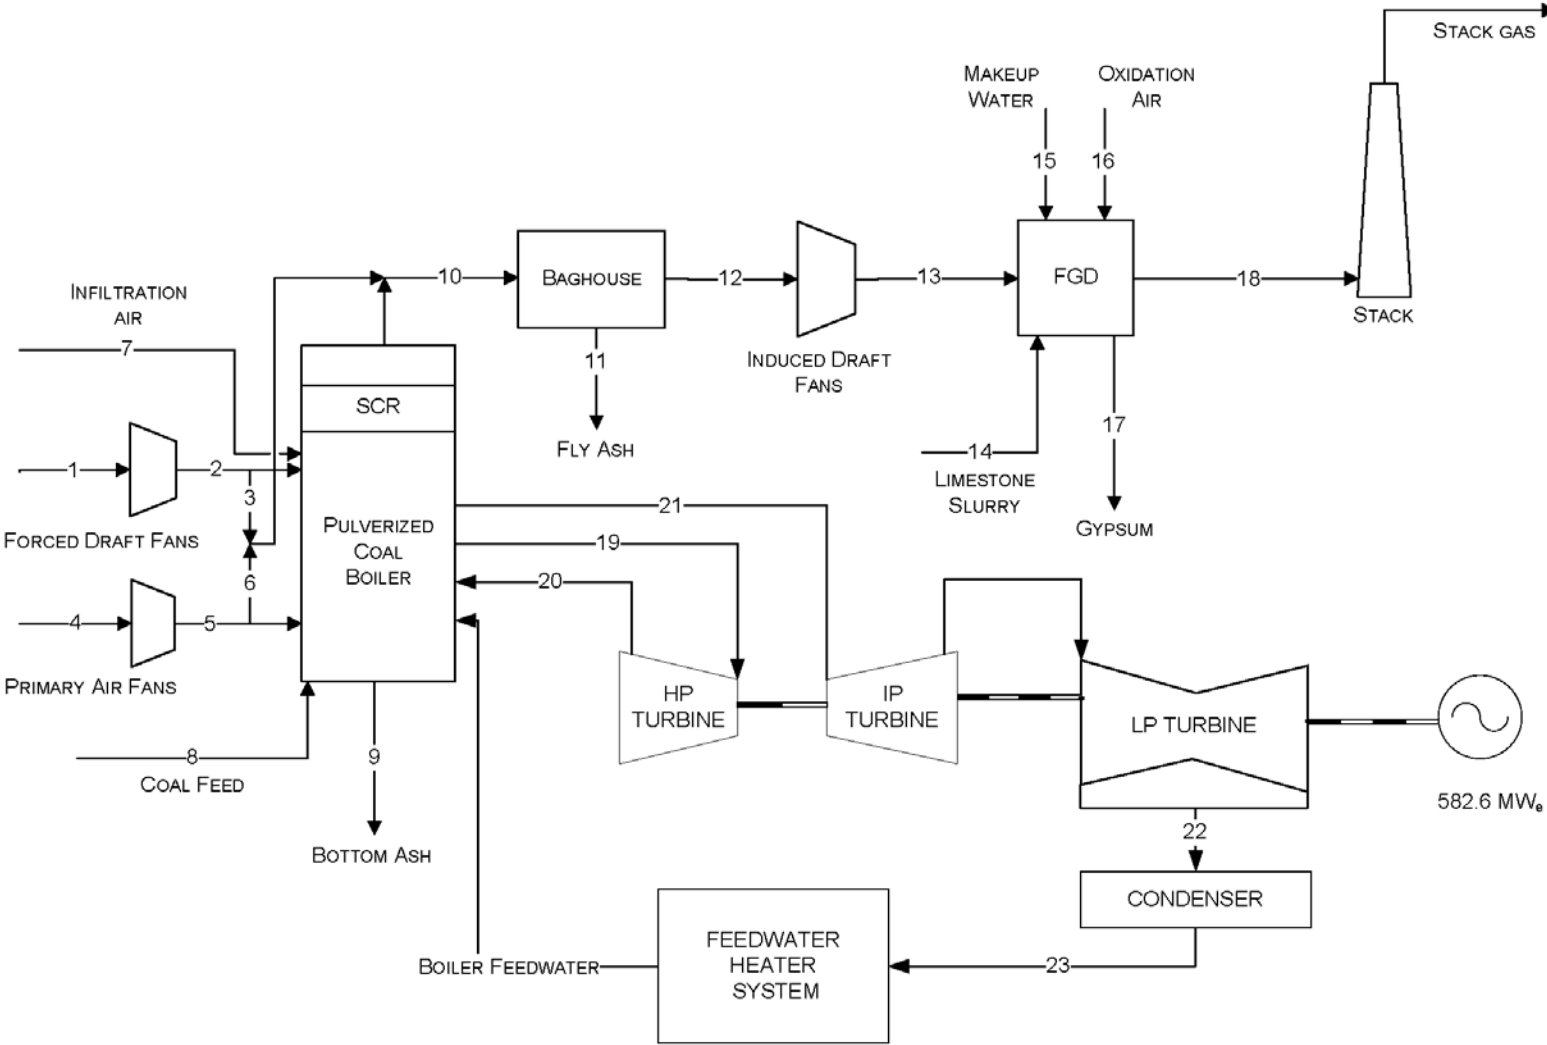 STACK GAS
MAKEUP
WATER
OXIDATION
AIR
15
16
INFILTRATION
AIR
7
10
BAGHOUSE
12
13
FGD
18
STACK
11
INDUCED DRAFT
FANS
SCR
FLY ASH
14
LIMESTONE
SLURRY
17
GYPSUM
1
2
3
FORCED DRAFT FANS
6
4
5
PRIMARY AIR FANS
PULVERIZED
COAL
BOILER
21
19
20
8
COAL FEED
9
BOTTOM ASH
HP
TURBINE
IP
TURBINE
LP TURBINE
582.6 MWe
22
CONDENSER
23
FEEDWATER
HEATER
SYSTEM
BOILER FEEDWATER